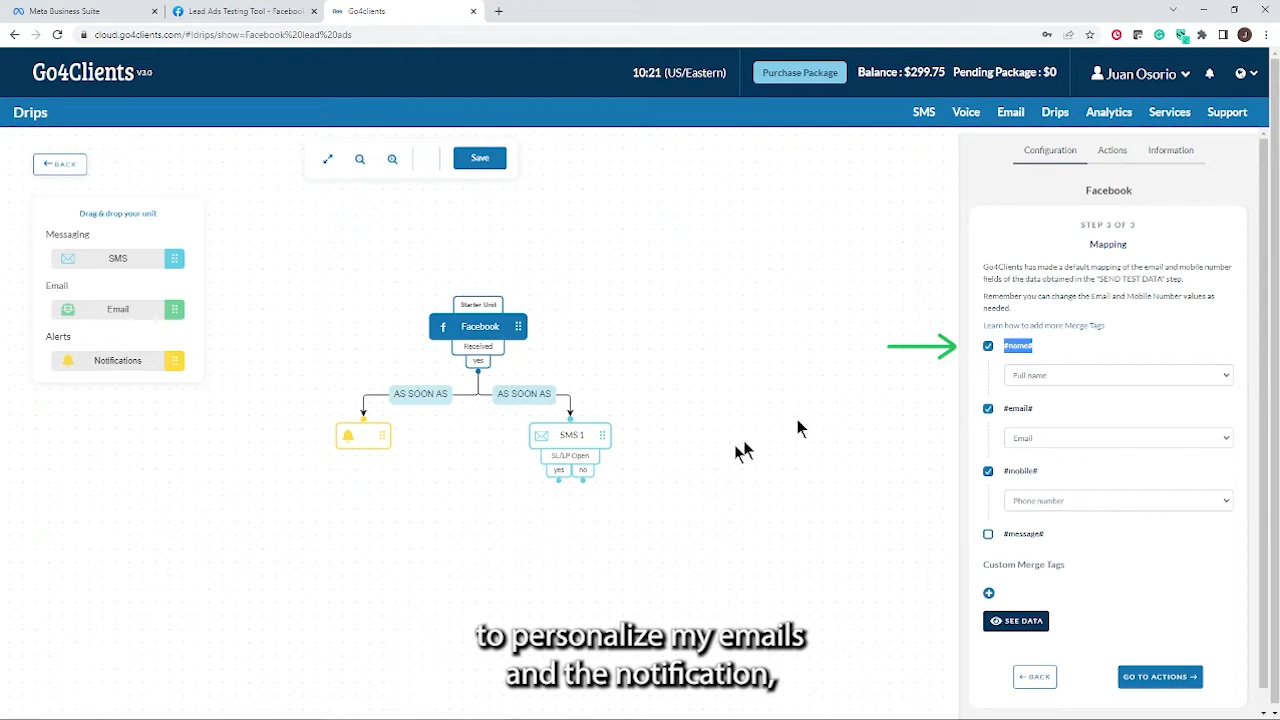 Meta Business Suite
Lead Ads Testing Tool - Facebook
Go4Clients
cloud.go4clients.com/#!drips/show=Facebook%20lead%20ads
Go4Clients V3.0
10:21 (US/Eastern)
Purchase Package
Balance : $299.75
Pending Package : $0
Juan Osorio
Drips
SMS
Voice
Email
Drips
Analytics
Services
Support
← BACK
Save
Drag & drop your unit
Messaging
SMS
Email
Email
Alerts
Notifications
Starter Unit
f Facebook
Received
yes
AS SOON AS
AS SOON AS
SMS 1
SL/LP Open
yes
no
Configuration
Actions
Information
Facebook
STEP 3 OF 3
Mapping
Go4Clients has made a default mapping of the email and mobile number
fields of the data obtained in the "SEND TEST DATA" step.
Remember you can change the Email and Mobile Number values as
needed.
Learn how to add more Merge Tags
#name#
Full name
#email#
Email
#mobile#
Phone number
#message#
Custom Merge Tags
SEE DATA
← BACK
GO TO ACTIONS →
to personalize my emails
and the notification,